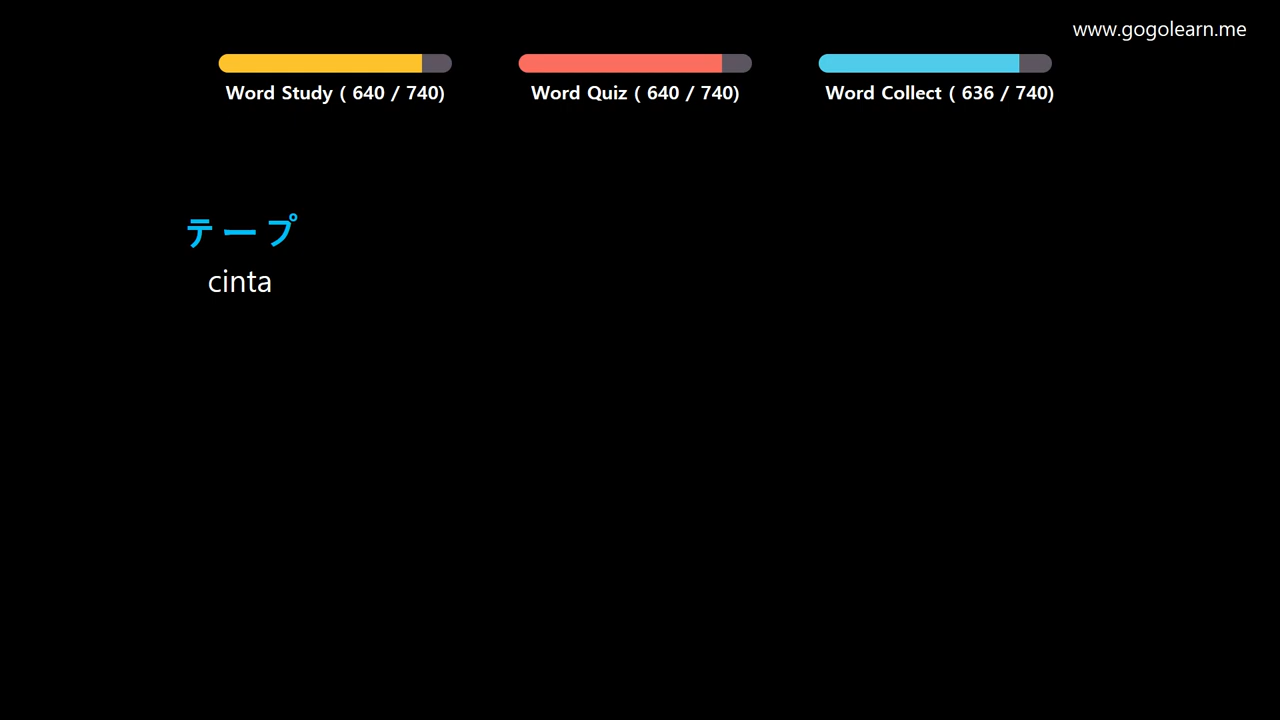 www.gogolearn.me
Word Study ( 640 / 740)
Word Quiz ( 640 / 740)
Word Collect ( 636 / 740)
テープ
cinta